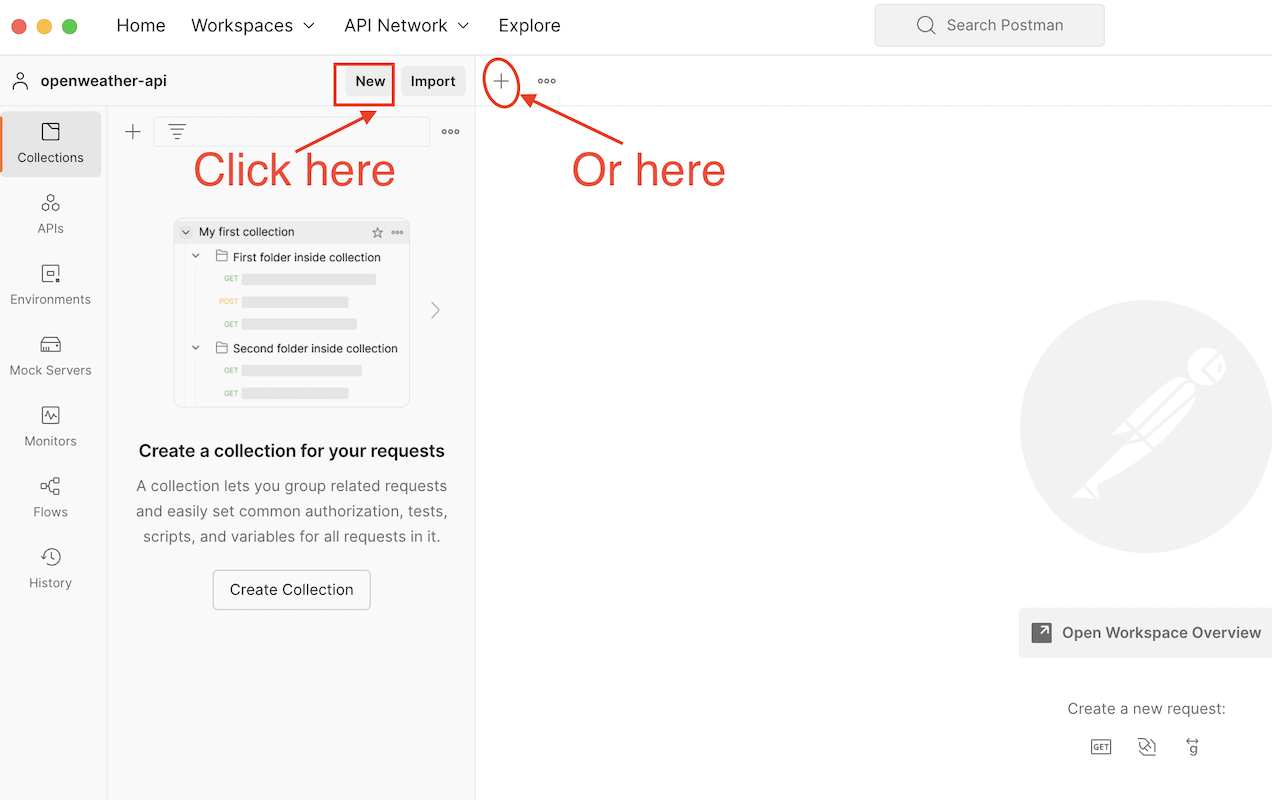 Home Workspaces API Network Explore Search Postman
openweather-api New Import
Click here
Or here
Collections
APIs
Environments
Mock Servers
Monitors
Flows
History
My first collection
First folder inside collection
GET
POST
GET
Second folder inside collection
GET
GET
Create a collection for your requests
A collection lets you group related requests
and easily set common authorization, tests,
scripts, and variables for all requests in it.
Create Collection
Open Workspace Overview
Create a new request:
GET g